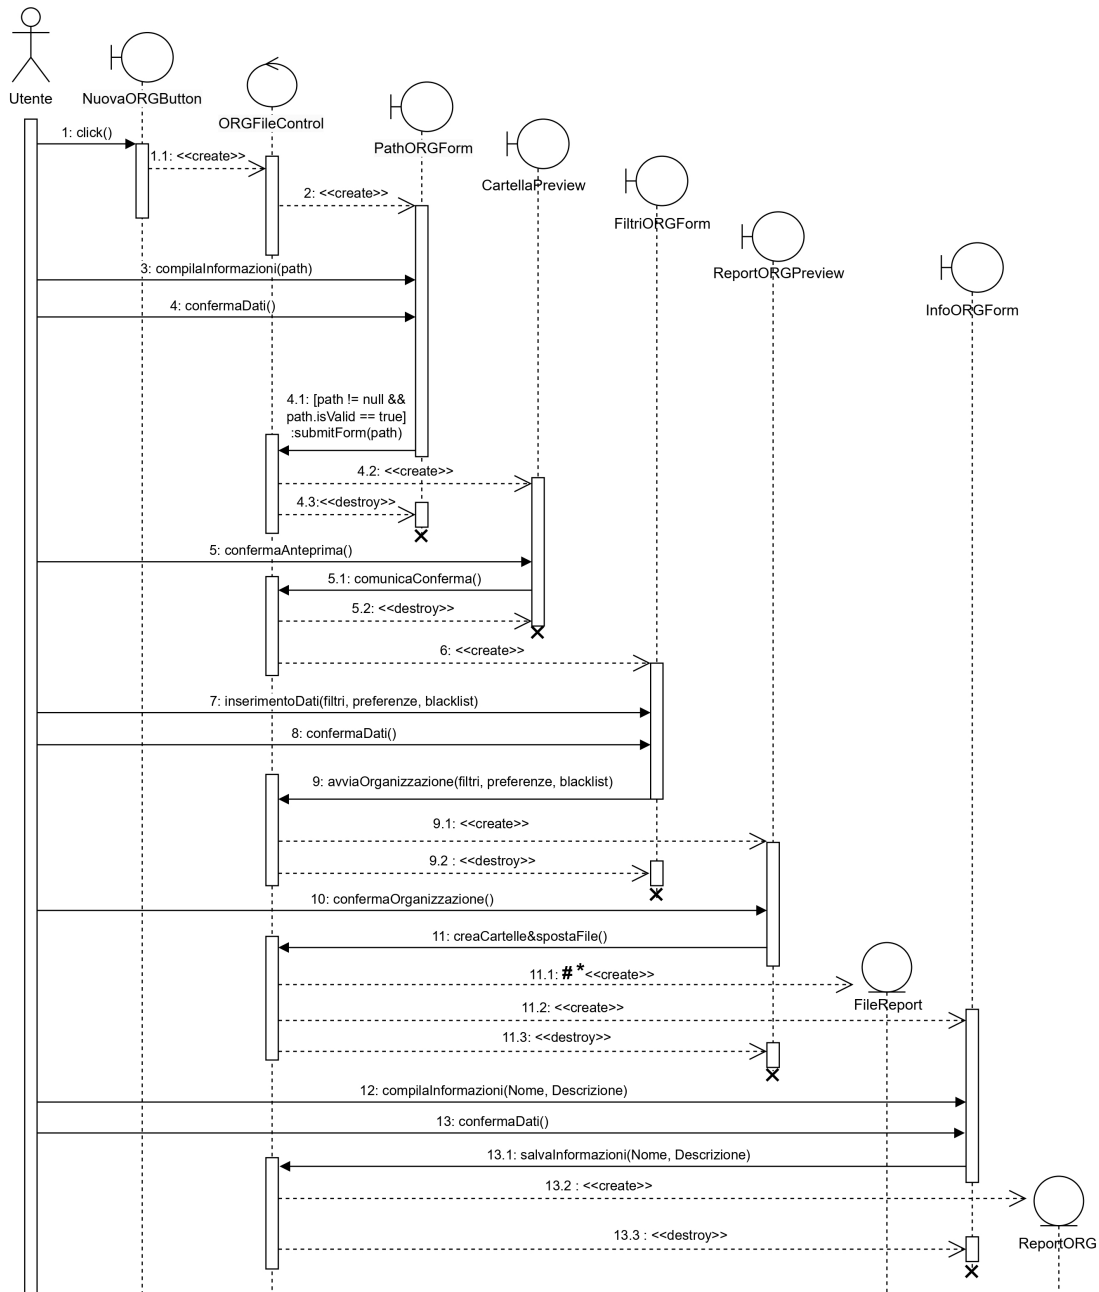 Utente
NuovaORGButton
ORGFileControl
PathORGForm
CartellaPreview
FiltriORGForm
ReportORGPreview
InfoORGForm
1: click()
1.1: <<create>>
2: <<create>>
3: compilaInformazioni(path)
4: confermaDati()
4.1: [path != null &&
path.isValid == true]
:submitForm(path)
4.2: <<create>>
4.3:<<destroy>>
5: confermaAnteprima()
5.1: comunicaConferma()
5.2: <<destroy>>
6: <<create>>
7: inserimentoDati(filtri, preferenze, blacklist)
8: confermaDati()
9: avviaOrganizzazione(filtri, preferenze, blacklist)
9.1: <<create>>
9.2 : <<destroy>>
10: confermaOrganizzazione()
11: creaCartelle&spostaFile()
11.1: # * <<create>>
FileReport
11.2: <<create>>
11.3: <<destroy>>
12: compilaInformazioni(Nome, Descrizione)
13: confermaDati()
13.1: salvaInformazioni(Nome, Descrizione)
13.2 : <<create>>
13.3 : <<destroy>>
ReportORG